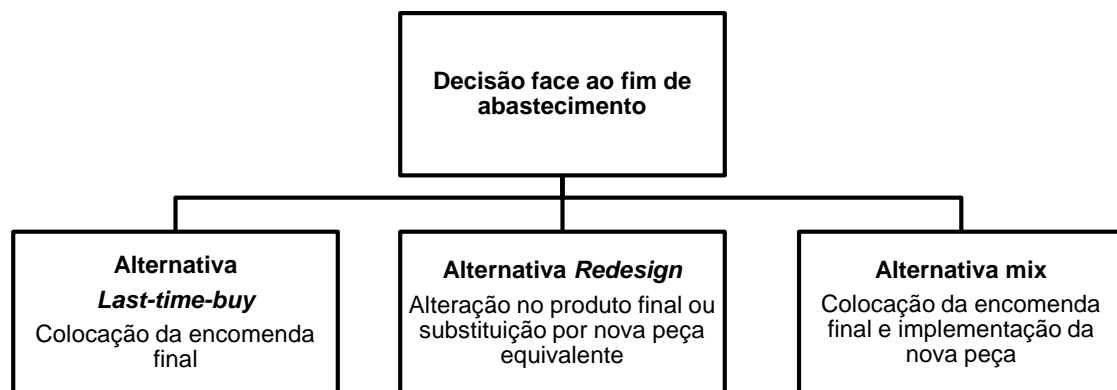 Decisão face ao fim de
abastecimento
Alternativa
Last-time-buy
Colocação da encomenda
final
Alternativa Redesign
Alteração no produto final ou
substituição por nova peça
equivalente
Alternativa mix
Colocação da encomenda
final e implementação da
nova peça